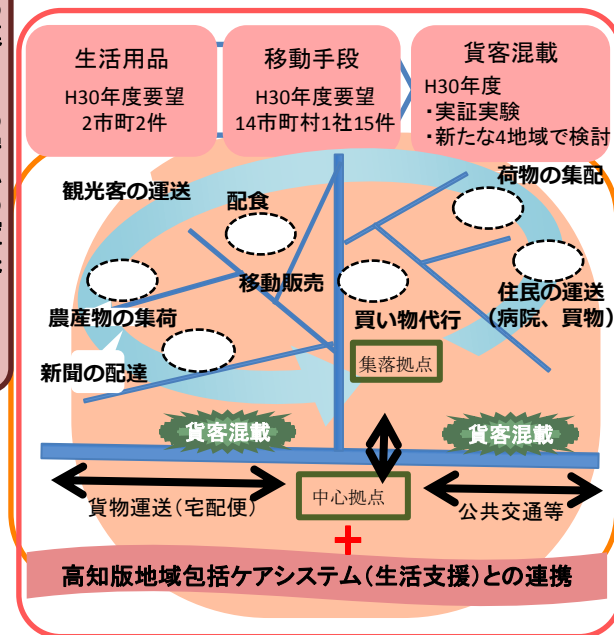 生活用品
H30年度要望
2市町2件
移動手段
H30年度要望
14市町村1社15件
貨客混載
H30年度
・実証実験
・新たな4地域で検討
観光客の運送
配食
荷物の集配
移動販売
農産物の集荷
住民の運送
(病院、買物)
買い物代行
新聞の配達
集落拠点
貨客混載
貨客混載
貨物運送(宅配便)
中心拠点
公共交通等
+
高知版地域包括ケアシステム(生活支援)との連携